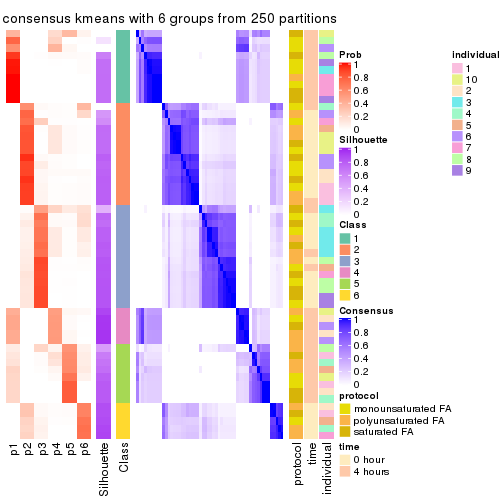 consensus kmeans with 6 groups from 250 partitions
Prob
1
0.8
0.6
0.4
0.2
0
Silhouette
1
0.8
0.6
0.4
0.2
0
Class
1
2
3
4
5
6
Consensus
1
0.8
0.6
0.4
0.2
0
protocol
monounsaturated FA
polyunsaturated FA
saturated FA
time
0 hour
4 hours
individual
1
10
2
3
4
5
6
7
8
9
p1
p2
p3
p4
p5
p6
Silhouette
Class
protocol
time
individual